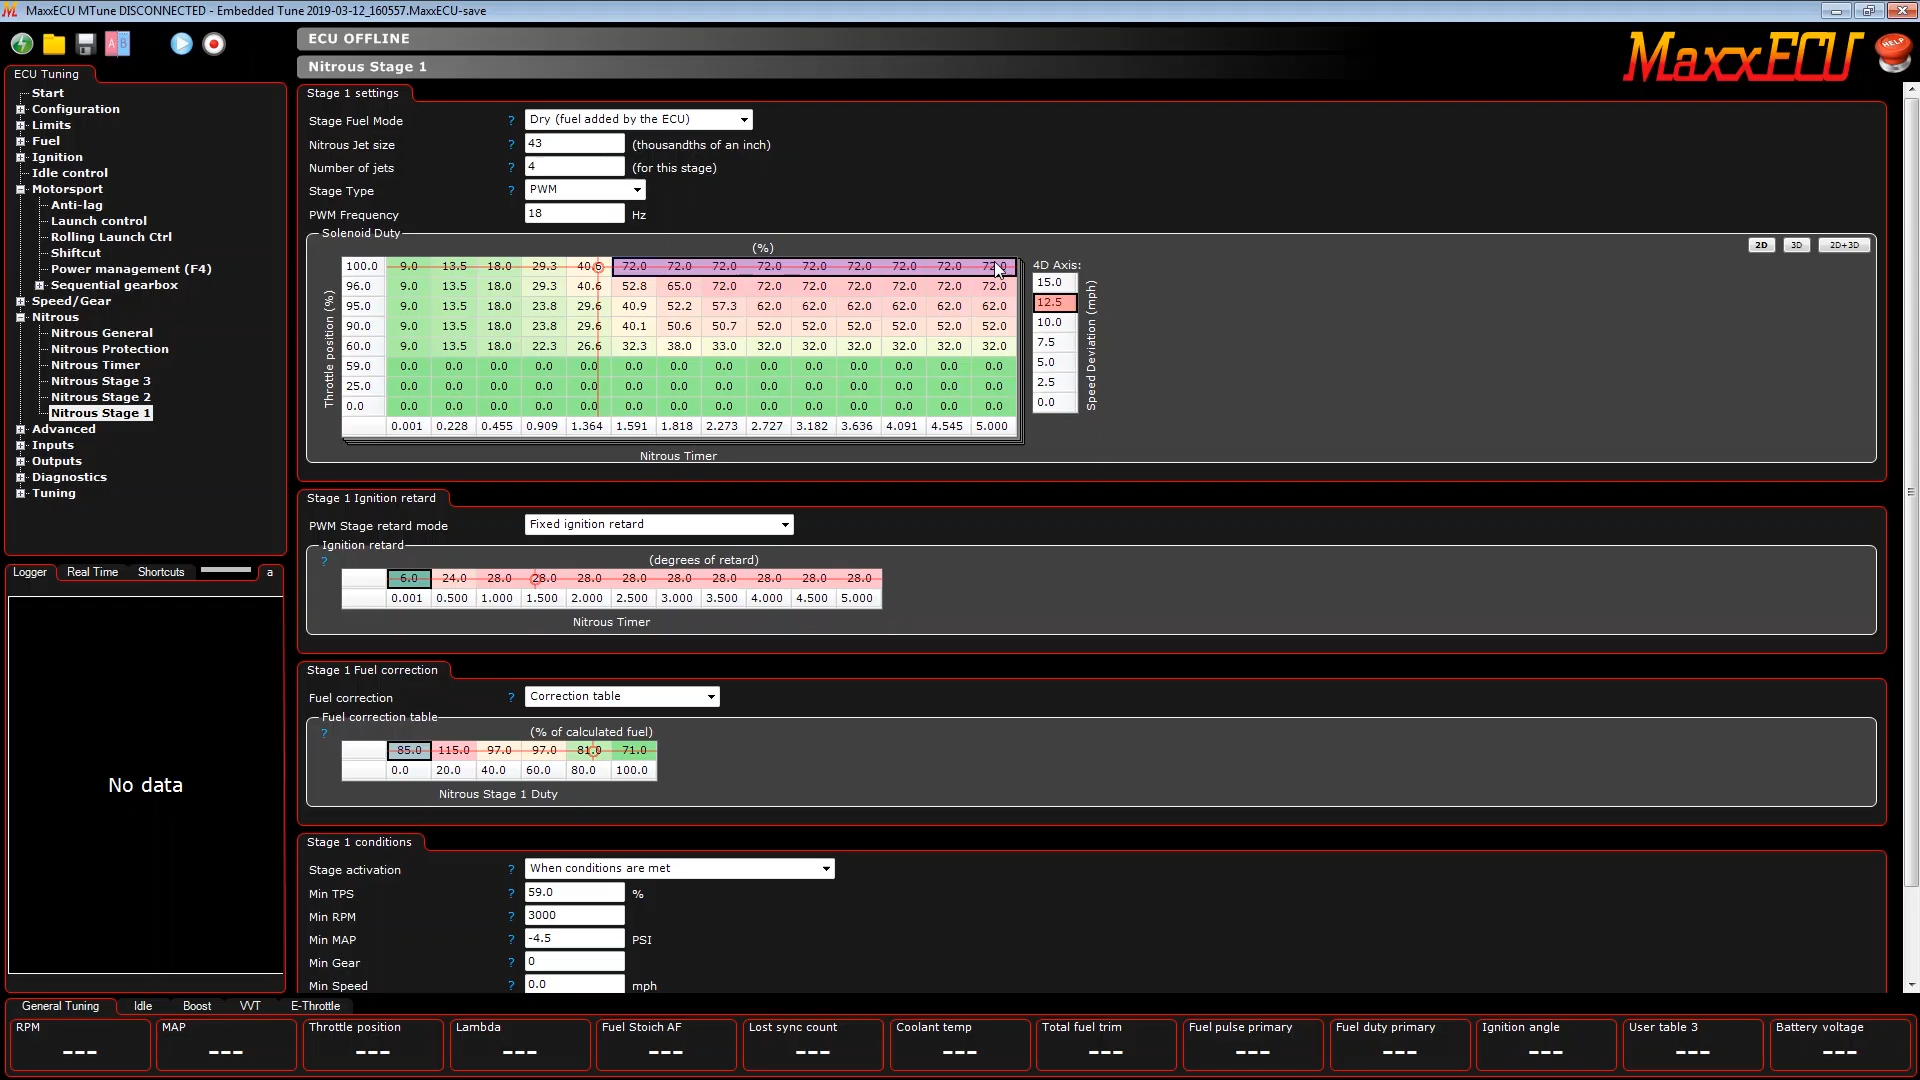 MaxxECU MTune DISCONNECTED - Embedded Tune 2019-03-12_160557.MaxxECU-save
ECU OFFLINE
Nitrous Stage 1
MaxxECU
HELP
ECU Tuning
Start
Configuration
Limits
Fuel
Ignition
Idle control
Motorsport
Anti-lag
Launch control
Rolling Launch Ctrl
Shiftcut
Power management (F4)
Sequential gearbox
Speed/Gear
Nitrous
Nitrous General
Nitrous Protection
Nitrous Timer
Nitrous Stage 3
Nitrous Stage 2
Nitrous Stage 1
Advanced
Inputs
Outputs
Diagnostics
Tuning
Logger Real Time Shortcuts a
No data
Stage 1 settings
Stage Fuel Mode ? Dry (fuel added by the ECU)
Nitrous Jet size ? 43 (thousandths of an inch)
Number of jets ? 4 (for this stage)
Stage Type ? PWM
PWM Frequency 18 Hz
Solenoid Duty
(%)
2D 3D 2D+3D
Throttle position (%)
100.0 9.0 13.5 18.0 29.3 40.6 72.0 72.0 72.0 72.0 72.0 72.0 72.0 72.0 72.0
96.0 9.0 13.5 18.0 29.3 40.6 52.8 65.0 72.0 72.0 72.0 72.0 72.0 72.0 72.0
95.0 9.0 13.5 18.0 23.8 29.6 40.9 52.2 57.3 62.0 62.0 62.0 62.0 62.0 62.0
90.0 9.0 13.5 18.0 23.8 29.6 40.1 50.6 50.7 52.0 52.0 52.0 52.0 52.0 52.0
60.0 9.0 13.5 18.0 22.3 26.6 32.3 38.0 33.0 32.0 32.0 32.0 32.0 32.0 32.0
59.0 0.0 0.0 0.0 0.0 0.0 0.0 0.0 0.0 0.0 0.0 0.0 0.0 0.0 0.0
25.0 0.0 0.0 0.0 0.0 0.0 0.0 0.0 0.0 0.0 0.0 0.0 0.0 0.0 0.0
0.0 0.0 0.0 0.0 0.0 0.0 0.0 0.0 0.0 0.0 0.0 0.0 0.0 0.0 0.0
0.001 0.228 0.455 0.909 1.364 1.591 1.818 2.273 2.727 3.182 3.636 4.091 4.545 5.000
Nitrous Timer
4D Axis:
15.0
12.5
10.0
7.5
5.0
2.5
0.0
Speed Deviation (mph)
Stage 1 Ignition retard
PWM Stage retard mode Fixed ignition retard
Ignition retard
? (degrees of retard)
6.0 24.0 28.0 28.0 28.0 28.0 28.0 28.0 28.0 28.0 28.0
0.001 0.500 1.000 1.500 2.000 2.500 3.000 3.500 4.000 4.500 5.000
Nitrous Timer
Stage 1 Fuel correction
Fuel correction ? Correction table
Fuel correction table
? (% of calculated fuel)
85.0 115.0 97.0 97.0 81.0 71.0
0.0 20.0 40.0 60.0 80.0 100.0
Nitrous Stage 1 Duty
Stage 1 conditions
Stage activation ? When conditions are met
Min TPS ? 59.0 %
Min RPM ? 3000
Min MAP ? -4.5 PSI
Min Gear ? 0
Min Speed ? 0.0 mph
General Tuning Idle Boost VVT E-Throttle
RPM MAP Throttle position Lambda Fuel Stoich AF Lost sync count Coolant temp Total fuel trim Fuel pulse primary Fuel duty primary Ignition angle User table 3 Battery voltage
--- --- --- --- --- --- --- --- --- --- --- --- ---